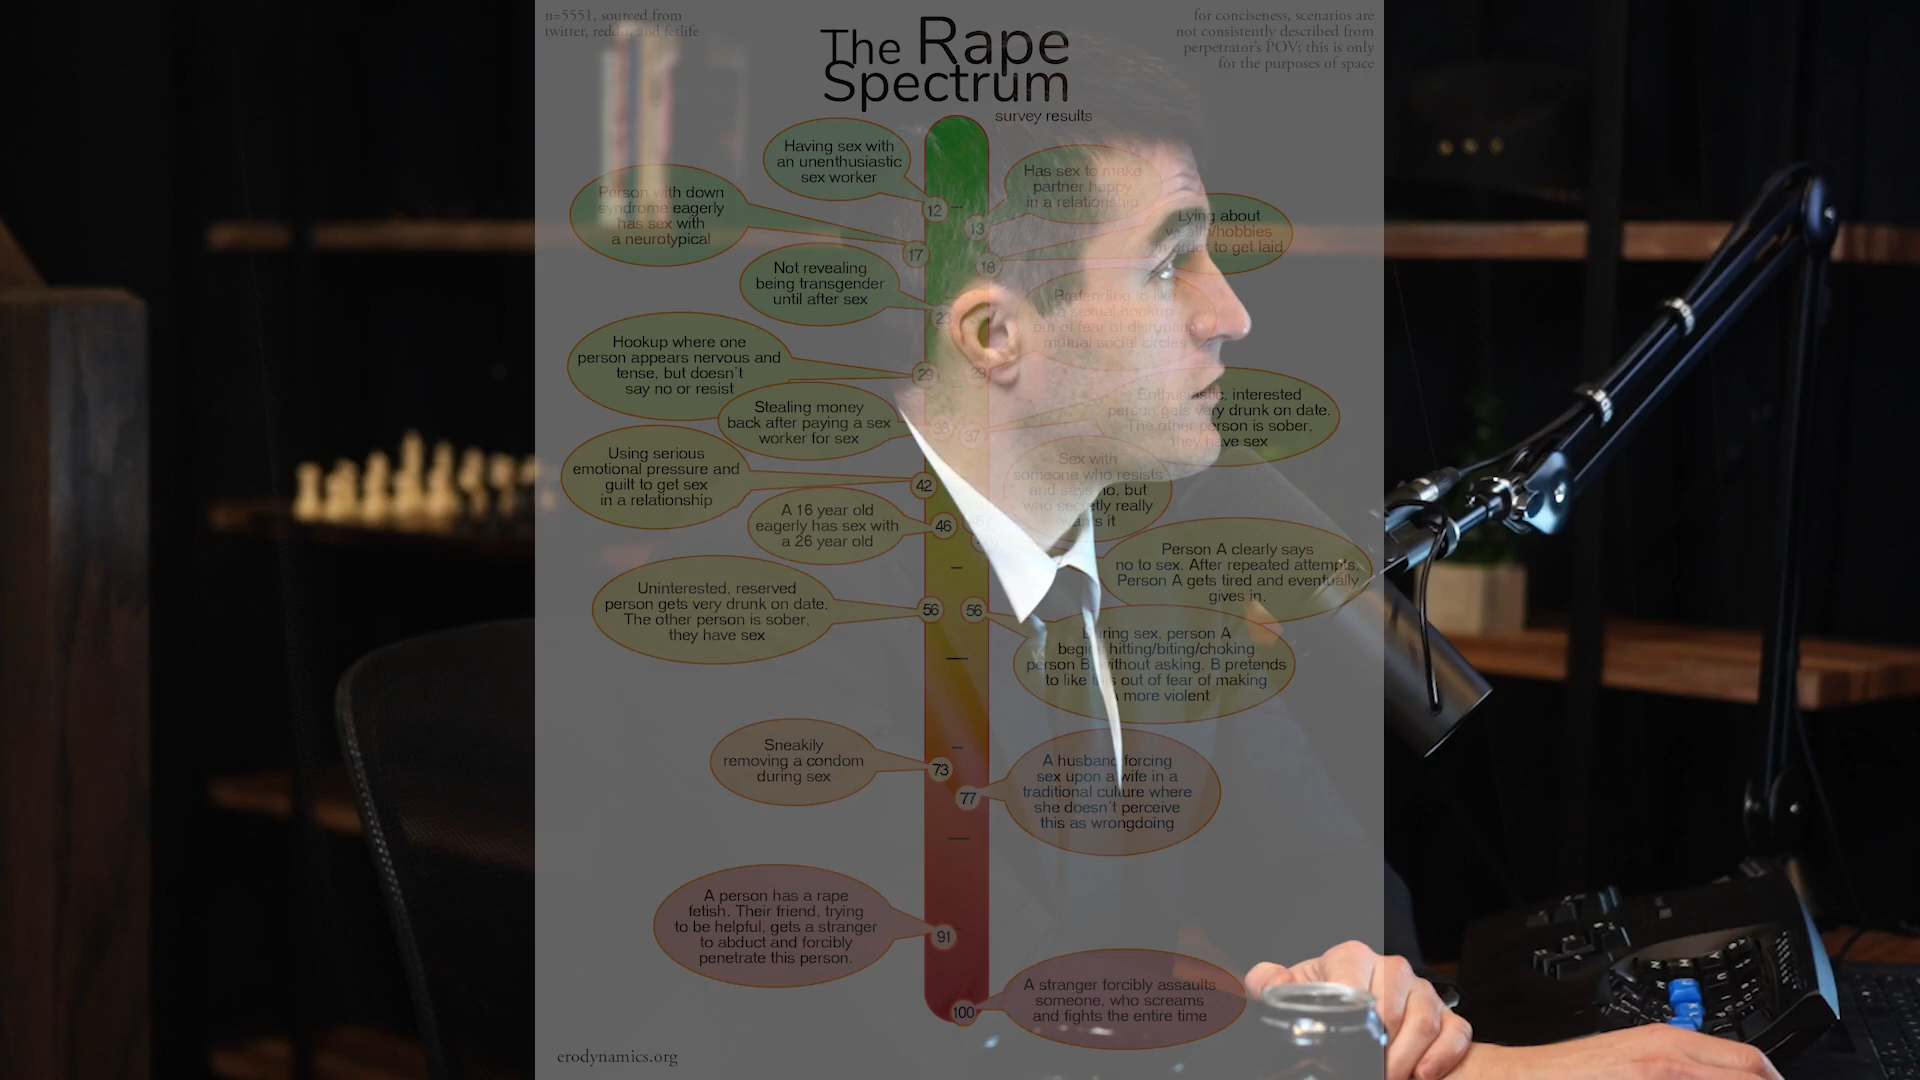 n=5551, sourced from
twitter, reddit, and fetlife
for conciseness, scenarios are
not consistently described from
perpetrator's POV; this is only
for the purposes of space
The Rape
Spectrum
survey results
Having sex with
an unenthusiastic
sex worker
12
Has sex to make
partner happy
in a relationship
13
Person with down
syndrome eagerly
has sex with
a neurotypical
17
Lying about
wealth/hobbies
in order to get laid
18
Not revealing
being transgender
until after sex
23
Pretending to like
a sexual hookup
out of fear of disrupting
mutual social circles
29
Hookup where one
person appears nervous and
tense, but doesn't
say no or resist
29
Enthusiastic, interested
person gets very drunk on date.
The other person is sober,
they have sex
37
Stealing money
back after paying a sex
worker for sex
33
Using serious
emotional pressure and
guilt to get sex
in a relationship
42
Sex with
someone who resists
and says no, but
who secretly really
wants it
A 16 year old
eagerly has sex with
a 26 year old
46
Person A clearly says
no to sex. After repeated attempts,
Person A gets tired and eventually
gives in.
Uninterested, reserved
person gets very drunk on date.
The other person is sober,
they have sex
56
56
During sex, person A
begins hitting/biting/choking
person B without asking. B pretends
to like this out of fear of making
A more violent
Sneakily
removing a condom
during sex
73
A husband forcing
sex upon a wife in a
traditional culture where
she doesn't perceive
this as wrongdoing
77
A person has a rape
fetish. Their friend, trying
to be helpful, gets a stranger
to abduct and forcibly
penetrate this person.
91
A stranger forcibly assaults
someone, who screams
and fights the entire time
100
erodynamics.org